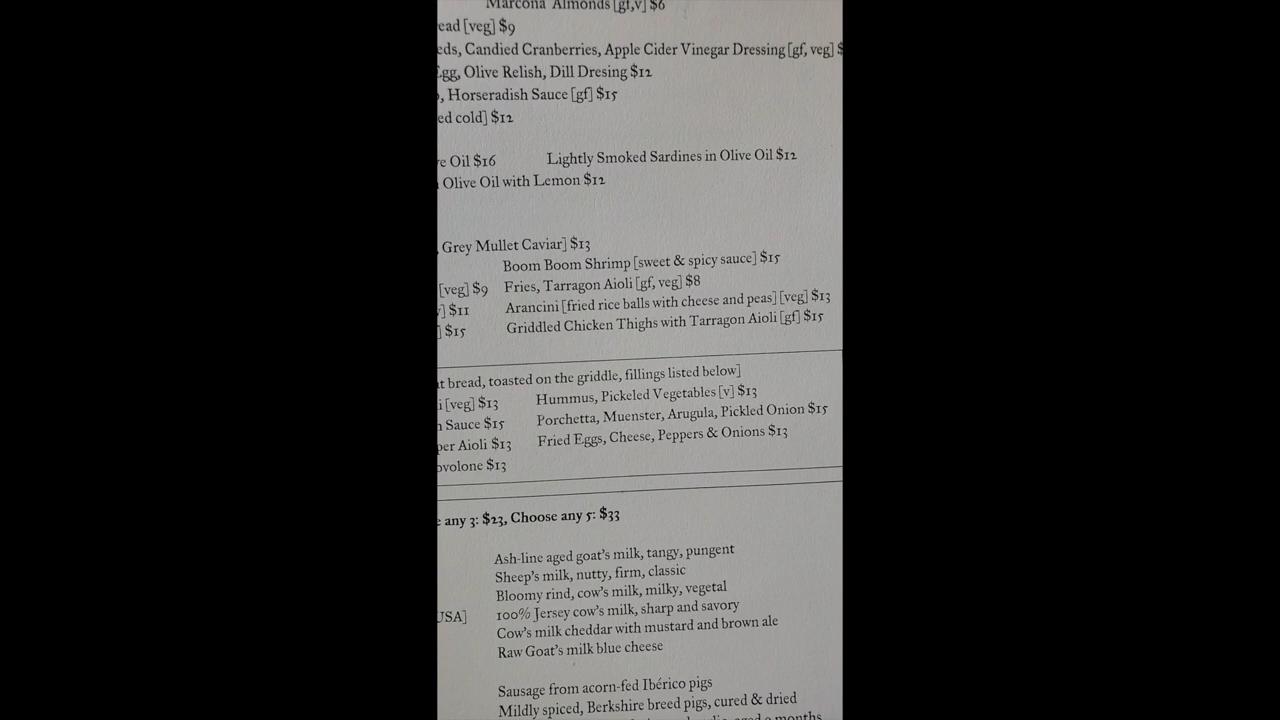 Marcona Almonds [gf,v] $6
ead [veg] $9
eds, Candied Cranberries, Apple Cider Vinegar Dressing [gf, veg] $
Egg, Olive Relish, Dill Dresing $12
, Horseradish Sauce [gf] $15
ed cold] $12
e Oil $16 Lightly Smoked Sardines in Olive Oil $12
Olive Oil with Lemon $12
, Grey Mullet Caviar] $13
Boom Boom Shrimp [sweet & spicy sauce] $15
[veg] $9 Fries, Tarragon Aioli [gf, veg] $8
] $11 Arancini [fried rice balls with cheese and peas] [veg] $13
] $15 Griddled Chicken Thighs with Tarragon Aioli [gf] $15
at bread, toasted on the griddle, fillings listed below]
i [veg] $13 Hummus, Pickeled Vegetables [v] $13
Sauce $15 Porchetta, Muenster, Arugula, Pickled Onion $15
per Aioli $13 Fried Eggs, Cheese, Peppers & Onions $13
ovolone $13
e any 3: $23, Choose any 5: $33
Ash-line aged goat's milk, tangy, pungent
Sheep's milk, nutty, firm, classic
Bloomy rind, cow's milk, milky, vegetal
USA] 100% Jersey cow's milk, sharp and savory
Cow's milk cheddar with mustard and brown ale
Raw Goat's milk blue cheese
Sausage from acorn-fed Ibérico pigs
Mildly spiced, Berkshire breed pigs, cured & dried
months